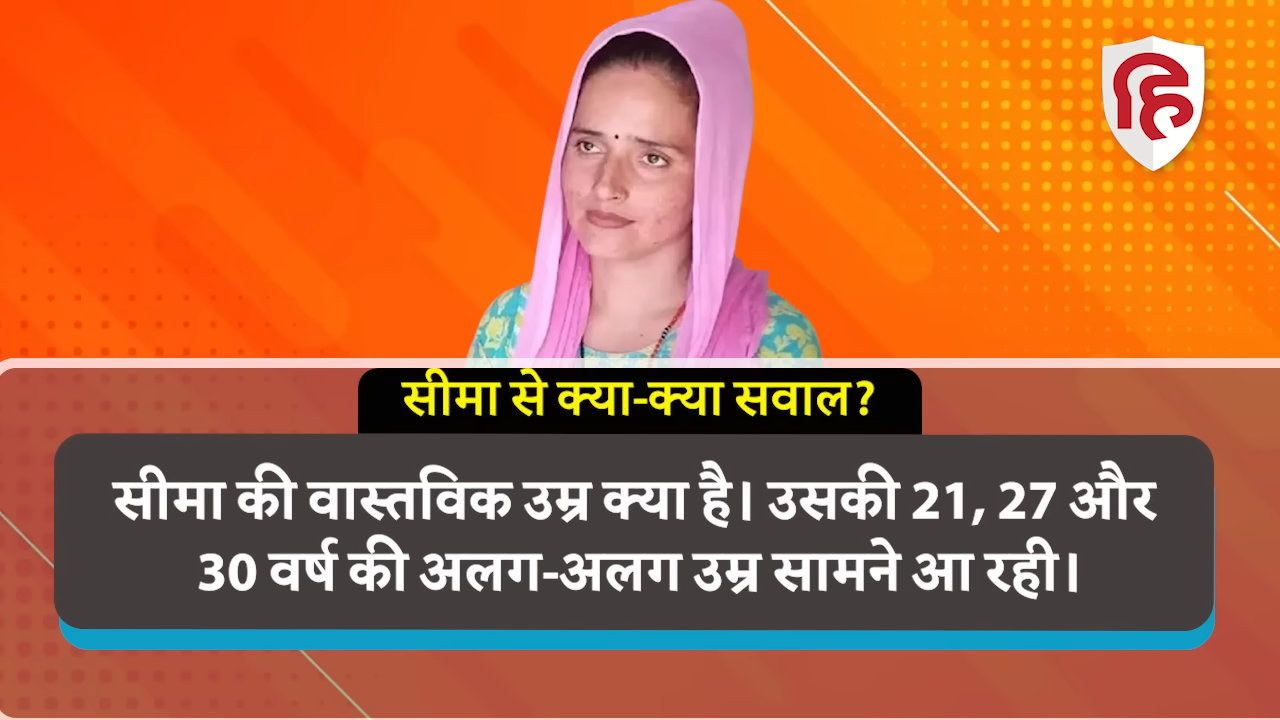 हि
सीमा से क्या-क्या सवाल?
सीमा की वास्तविक उम्र क्या है। उसकी 21, 27 और
30 वर्ष की अलग-अलग उम्र सामने आ रही।